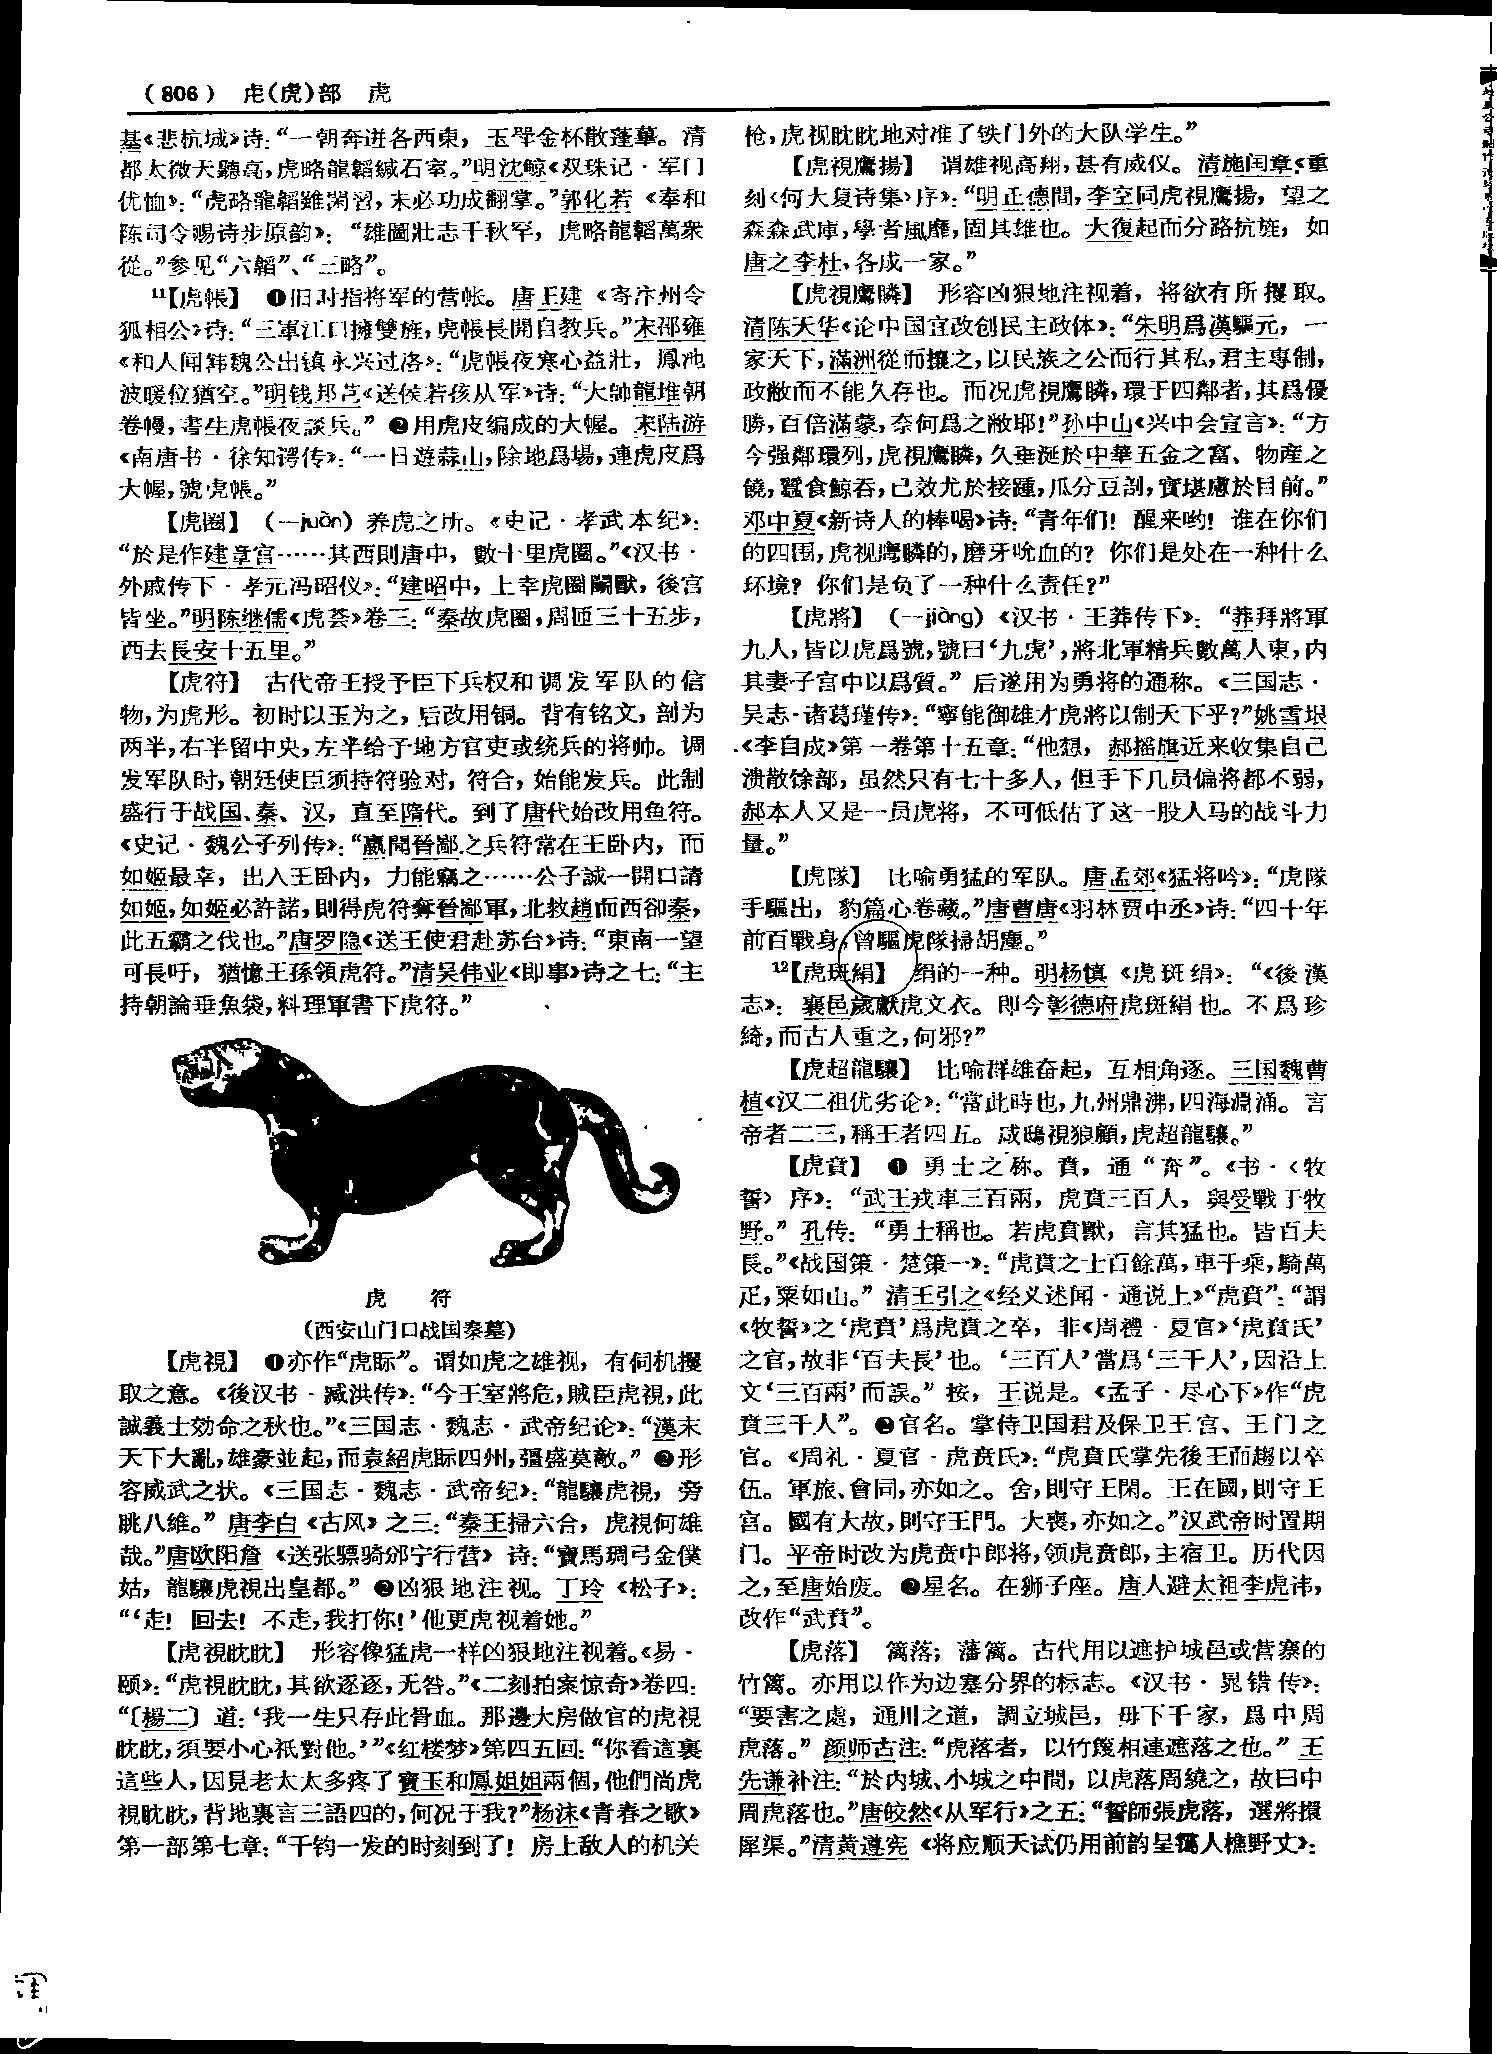 （806） 虍(虎)部 虎
基《悲杭城》诗：“一朝奔迸各西東，玉斝金杯散蓬蓽。清
都太微天聽高，虎略龍韜緘石室。”明沈鲸《双珠记·军门
优恤》：“虎略龍韜雖閑習，未必功成翻掌。”郭化若《奉和
陈司令赐诗步原韵》：“雄圖壯志千秋罕，虎略龍韜萬衆
從。”参见“六韜”、“三略”。
11【虎帳】 ❶旧时指将军的营帐。唐王建《寄汴州令
狐相公》诗：“三軍江口擁雙旌，虎帳長開自教兵。”宋邵雍
《和人闻韩魏公出镇永兴过洛》：“虎帳夜寒心益壯，鳳池
波暖位猶空。”明钱邦芑《送侯若孩从军》诗：“大帥龍堆朝
卷幔，書生虎帳夜談兵。”❷用虎皮编成的大幄。宋陆游
《南唐书·徐知谔传》：“一日遊蒜山，除地爲場，連虎皮爲
大幄，號虎帳。”
【虎圈】 （—juàn）养虎之所。《史记·孝武本纪》：
“於是作建章宫……其西則唐中，數十里虎圈。”《汉书·
外戚传下·孝元冯昭仪》：“建昭中，上幸虎圈鬭獸，後宫
皆坐。”明陈继儒《虎荟》卷三：“秦故虎圈，周匝三十五步，
西去長安十五里。”
【虎符】 古代帝王授予臣下兵权和调发军队的信
物，为虎形。初时以玉为之，后改用铜。背有铭文，剖为
两半，右半留中央，左半给予地方官吏或统兵的将帅。调
发军队时，朝廷使臣须持符验对，符合，始能发兵。此制
盛行于战国、秦、汉，直至隋代。到了唐代始改用鱼符。
《史记·魏公子列传》：“嬴聞晉鄙之兵符常在王卧内，而
如姬最幸，出入王卧内，力能竊之……公子誠一開口請
如姬，如姬必許諾，則得虎符奪晉鄙軍，北救趙而西卻秦，
此五霸之伐也。”唐罗隐《送王使君赴苏台》诗：“東南一望
可長吁，猶憶王孫領虎符。”清吴伟业《即事》诗之七：“主
持朝論垂魚袋，料理軍書下虎符。”
虎 符
（西安山门口战国秦墓）
【虎視】 ❶亦作“虎眎”。谓如虎之雄视，有伺机攫
取之意。《後汉书·臧洪传》：“今王室將危，賊臣虎視，此
誠義士効命之秋也。”《三国志·魏志·武帝纪论》：“漢末
天下大亂，雄豪並起，而袁紹虎眎四州，彊盛莫敵。”❷形
容威武之状。《三国志·魏志·武帝纪》：“龍驤虎視，旁
眺八維。”唐李白《古风》之三：“秦王掃六合，虎視何雄
哉。”唐欧阳詹《送张骠骑邠宁行营》诗：“寶馬琱弓金僕
姑，龍驤虎視出皇都。”❸凶狠地注视。丁玲《松子》：
“‘走！回去！不走，我打你！’他更虎视着她。”
【虎視眈眈】 形容像猛虎一样凶狠地注视着。《易·
颐》：“虎視眈眈，其欲逐逐，无咎。”《二刻拍案惊奇》卷四：
“〔楊二〕道：‘我一生只存此骨血。那邊大房做官的虎視
眈眈，須要小心祇對他。’”《红楼梦》第四五回：“你看這裏
這些人，因見老太太多疼了寶玉和鳳姐姐兩個，他們尚虎
視眈眈，背地裏言三語四的，何况于我？”杨沫《青春之歌》
第一部第七章：“千钧一发的时刻到了！房上敌人的机关
枪，虎视眈眈地对准了铁门外的大队学生。”
【虎視鷹揚】 谓雄视高翔，甚有威仪。清施闰章《重
刻〈何大复诗集〉序》：“明正德間，李空同虎視鷹揚，望之
森森武庫，學者風靡，固其雄也。大復起而分路抗旌，如
唐之李杜，各成一家。”
【虎視鷹瞵】 形容凶狠地注视着，将欲有所攫取。
清陈天华《论中国宜改创民主政体》：“朱明爲漢驅元，一
家天下，滿洲從而攘之，以民族之公而行其私，君主專制，
政敝而不能久存也。而况虎視鷹瞵，環于四鄰者，其爲優
勝，百倍滿蒙，奈何爲之敝耶！”孙中山《兴中会宣言》：“方
今强鄰環列，虎視鷹瞵，久垂涎於中華五金之富、物產之
饒，蠶食鯨吞，已效尤於接踵，瓜分豆剖，實堪慮於目前。”
邓中夏《新诗人的棒喝》诗：“青年们！醒来哟！谁在你们
的四围，虎视鹰瞵的，磨牙吮血的？你们是处在一种什么
环境？你们是负了一种什么责任？”
【虎將】 （—jiàng）《汉书·王莽传下》：“莽拜將軍
九人，皆以虎爲號，號曰‘九虎’，將北軍精兵數萬人東，内
其妻子宫中以爲質。”后遂用为勇将的通称。《三国志·
吴志·诸葛瑾传》：“寧能御雄才虎將以制天下乎？”姚雪垠
《李自成》第一卷第十五章：“他想，郝摇旗近来收集自己
溃散馀部，虽然只有七十多人，但手下几员偏将都不弱，
郝本人又是一员虎将，不可低估了这一股人马的战斗力
量。”
【虎隊】 比喻勇猛的军队。唐孟郊《猛将吟》：“虎隊
手驅出，豹篇心卷藏。”唐曹唐《羽林贾中丞》诗：“四十年
前百戰身，曾驅虎隊掃胡塵。”
12【虎斑絹】 绢的一种。明杨慎《虎斑绢》：“《後漢
志》：襄邑歲獻虎文衣。即今彰德府虎斑絹也。不爲珍
綺，而古人重之，何邪？”
【虎超龍驤】 比喻群雄奋起，互相角逐。三国魏曹
植《汉二祖优劣论》：“當此時也，九州鼎沸，四海淵涌。言
帝者二三，稱王者四五。咸鴟視狼顧，虎超龍驤。”
【虎賁】 ❶勇士之称。賁，通“奔”。《书·〈牧
誓〉序》：“武王戎車三百兩，虎賁三百人，與受戰于牧
野。”孔传：“勇士稱也。若虎賁獸，言其猛也。皆百夫
長。”《战国策·楚策一》：“虎賁之士百餘萬，車千乘，騎萬
疋，粟如山。”清王引之《经义述闻·通说上》“虎賁”：“謂
《牧誓》之‘虎賁’爲虎賁之卒，非《周禮·夏官》‘虎賁氏’
之官，故非‘百夫長’也。‘三百人’當爲‘三千人’，因沿上
文‘三百兩’而誤。”按，王说是。《孟子·尽心下》作“虎
賁三千人”。❷官名。掌侍卫国君及保卫王宫、王门之
官。《周礼·夏官·虎贲氏》：“虎賁氏掌先後王而趨以卒
伍。軍旅、會同，亦如之。舍，則守王閑。王在國，則守王
宫。國有大故，則守王門。大喪，亦如之。”汉武帝时置期
门。平帝时改为虎贲中郎将，领虎贲郎，主宿卫。历代因
之，至唐始废。❸星名。在狮子座。唐人避太祖李虎讳，
改作“武賁”。
【虎落】 篱落；藩篱。古代用以遮护城邑或营寨的
竹篱。亦用以作为边塞分界的标志。《汉书·晁错传》：
“要害之處，通川之道，調立城邑，毋下千家，爲中周
虎落。”颜师古注：“虎落者，以竹篾相連遮落之也。”王
先谦补注：“於内城、小城之中間，以虎落周繞之，故曰中
周虎落也。”唐皎然《从军行》之五：“誓師張虎落，選將擐
犀渠。”清黄遵宪《将应顺天试仍用前韵呈霭人樵野丈》：